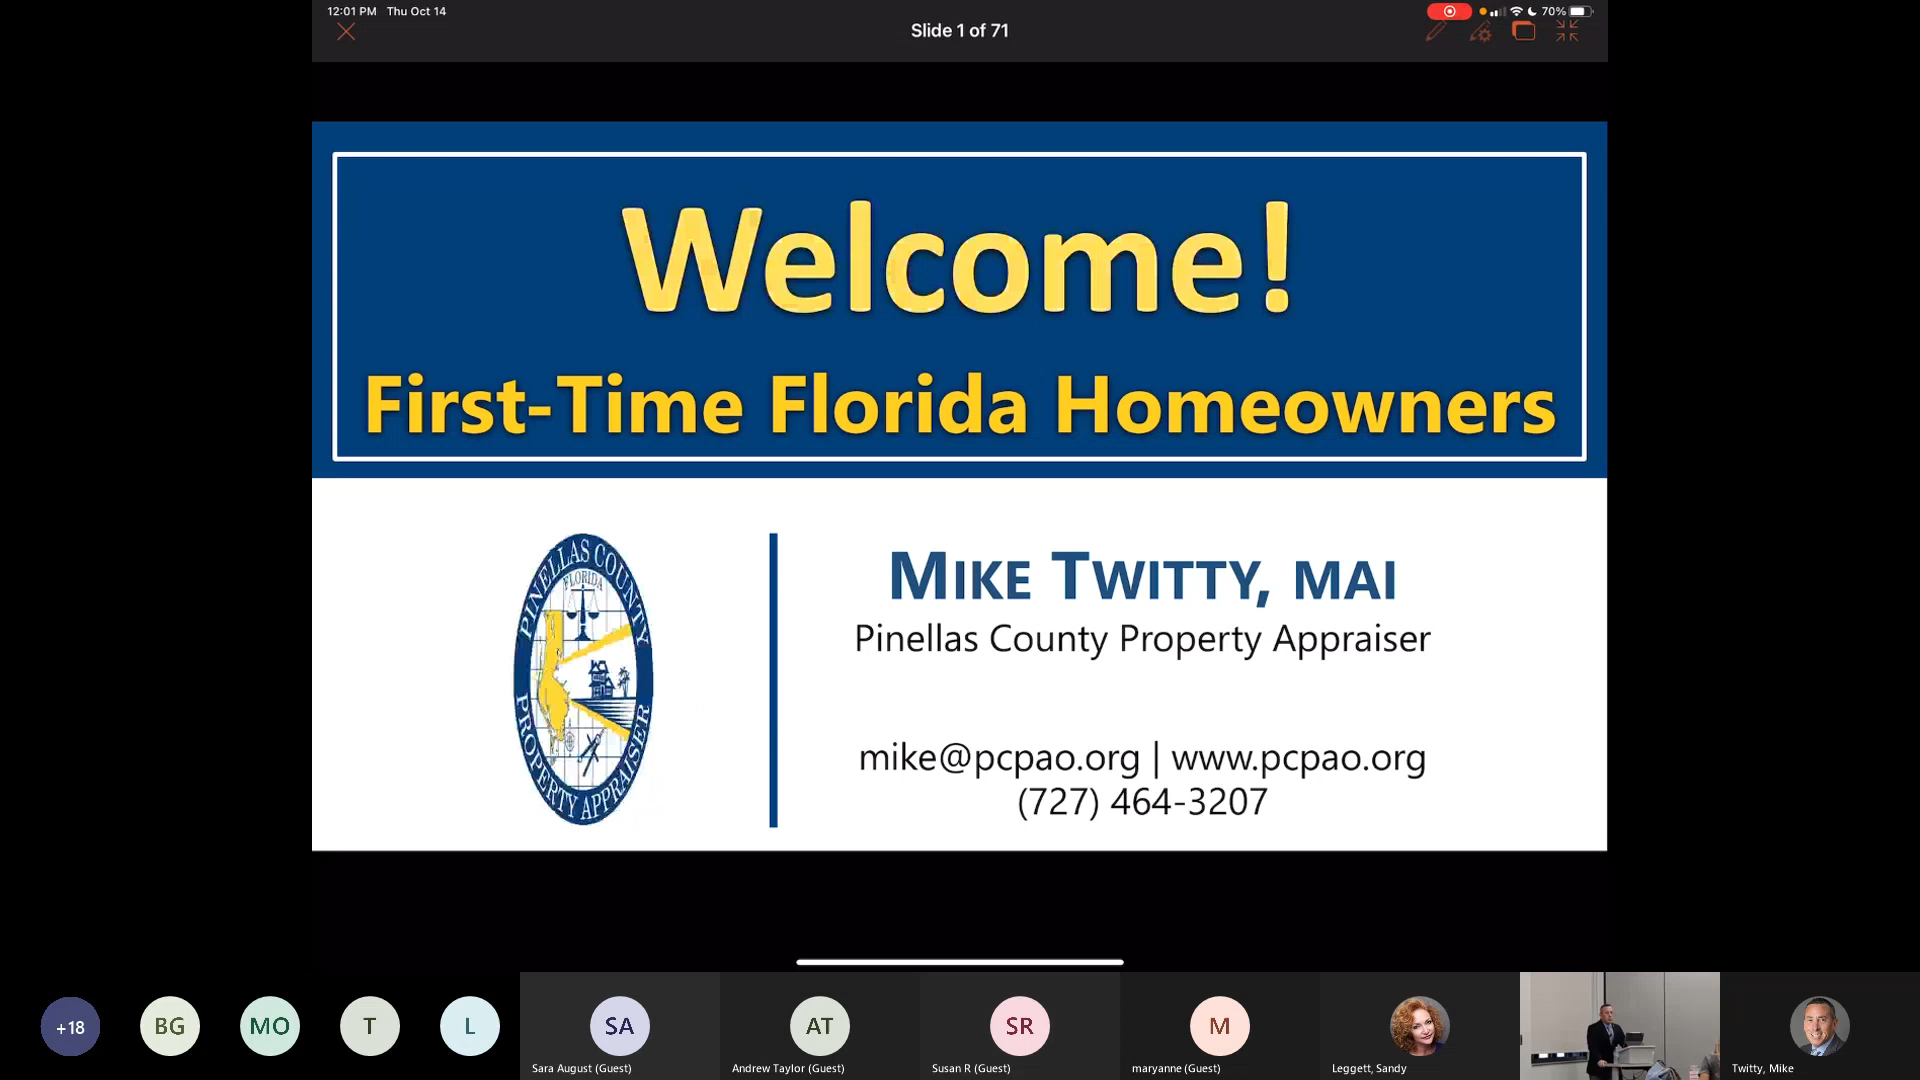 12:01 PM Thu Oct 14
70%
Slide 1 of 71
Welcome!
First-Time Florida Homeowners
PINELLAS COUNTY
FLORIDA
PROPERTY APPRAISER
MIKE TWITTY, MAI
Pinellas County Property Appraiser
mike@pcpao.org | www.pcpao.org
(727) 464-3207
+18
BG
MO
T
L
SA
AT
SR
M
Sara August (Guest)
Andrew Taylor (Guest)
Susan R (Guest)
maryanne (Guest)
Leggett, Sandy
Twitty, Mike